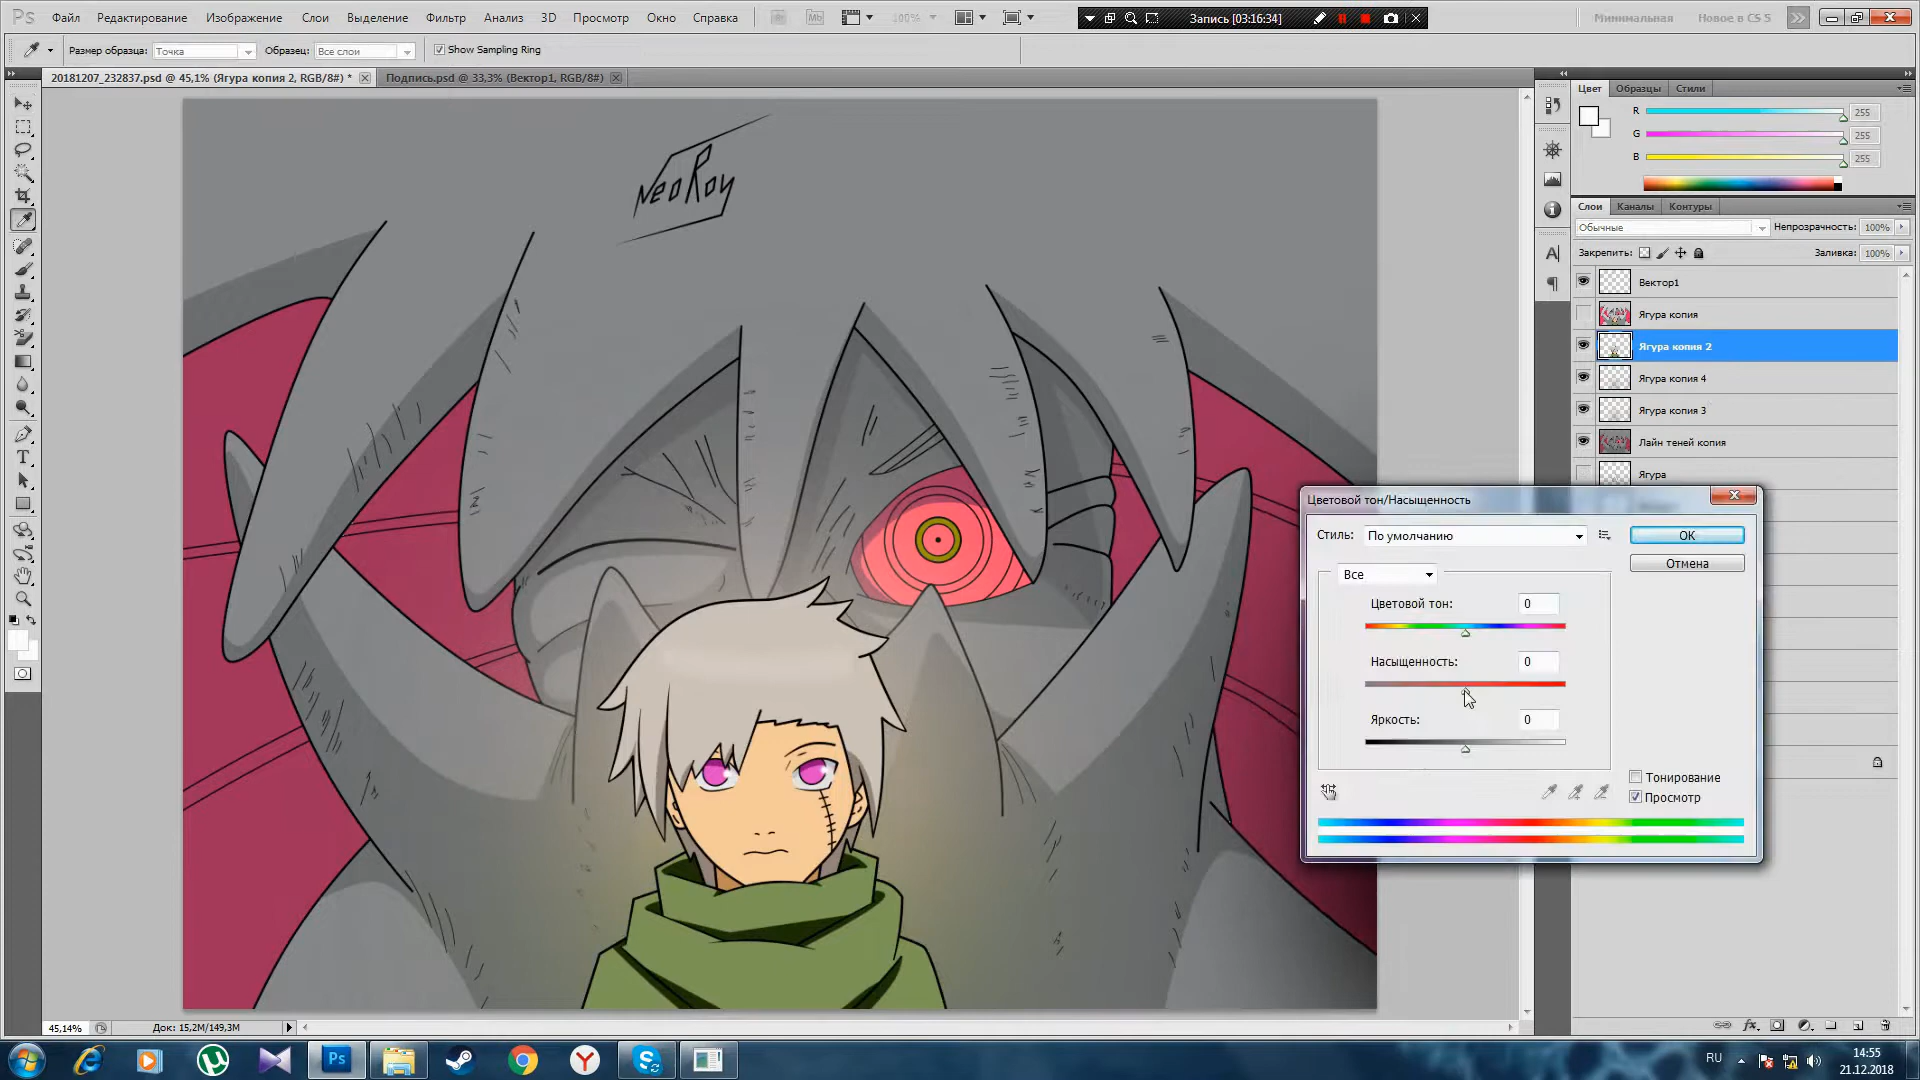 Ps Файл Редактирование Изображение Слои Выделение Фильтр Анализ 3D Просмотр Окно Справка Br Mb 100% Запись [03:16:34] Минимальная Новое в CS 5
Размер образца: Точка Образец: Все слои Show Sampling Ring
20181207_232837.psd @ 45,1% (Ягура копия 2, RGB/8#) * Подпись.psd @ 33,3% (Вектор1, RGB/8#)
Цвет Образцы Стили
R 255
G 255
B 255
NeoRoy
Слои Каналы Контуры
Обычные Непрозрачность: 100%
Закрепить: Заливка: 100%
Вектор1
Ягура копия
Ягура копия 2
Ягура копия 4
Ягура копия 3
Лайн теней копия
Ягура
Цветовой тон/Насыщенность
Стиль: По умолчанию OK
Отмена
Все
Цветовой тон: 0
Насыщенность: 0
Яркость: 0
Тонирование
Просмотр
45,14% Док: 15,2M/149,3M
Ps RU 14:55
21.12.2018